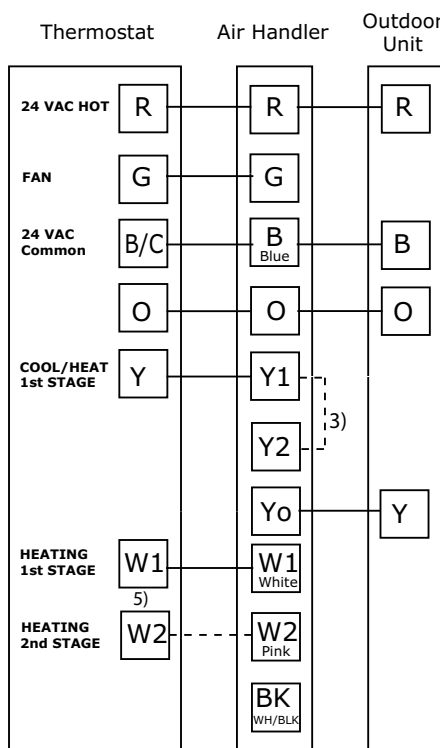 Thermostat Air Handler Outdoor
Unit
24 VAC HOT R R R
FAN G G
24 VAC
Common B/C B
Blue B
O O O
COOL/HEAT
1st STAGE Y Y1
3)
Y2
Yo Y
HEATING
1st STAGE W1 W1
White
5)
HEATING
2nd STAGE W2 W2
Pink
BK
WH/BLK